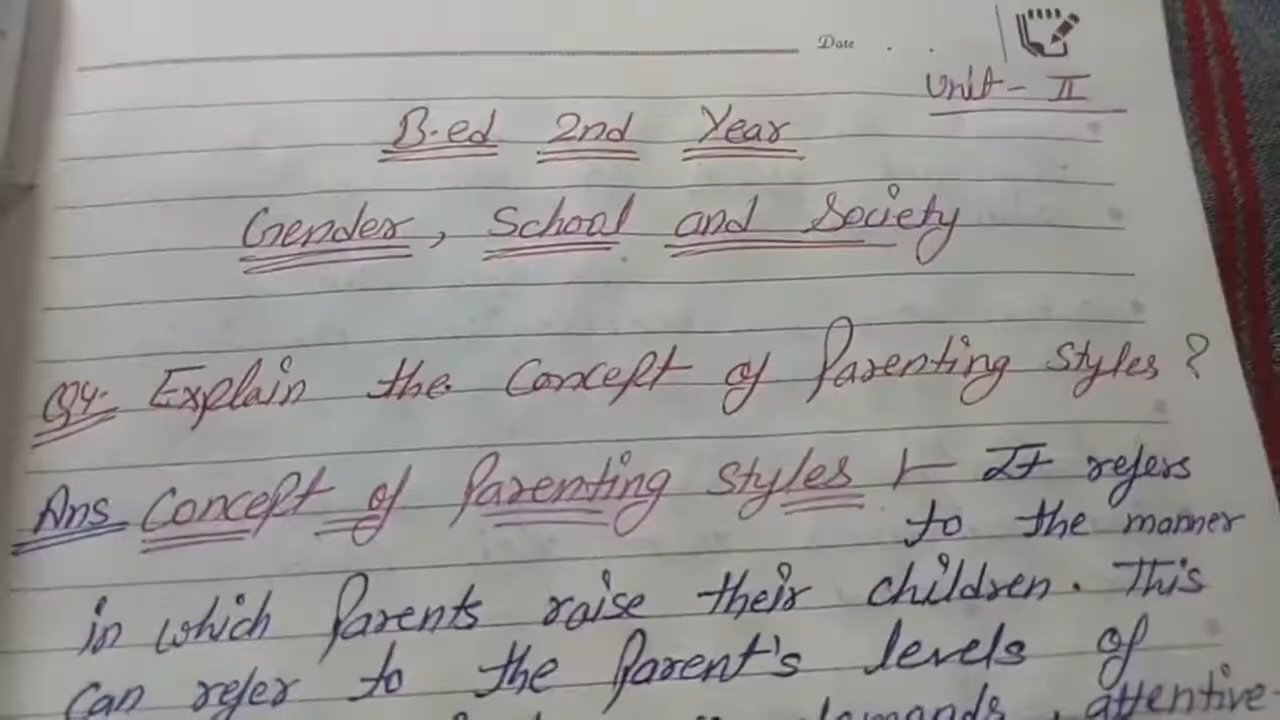 Date
Unit - II
B.ed 2nd Year
Gender, School and Society
Q4. Explain the Concept of Parenting Styles?
Ans Concept of Parenting Styles :- It refers
to the manner
in which Parents raise their children. This
can refer to the Parent's levels of
demands, attentive